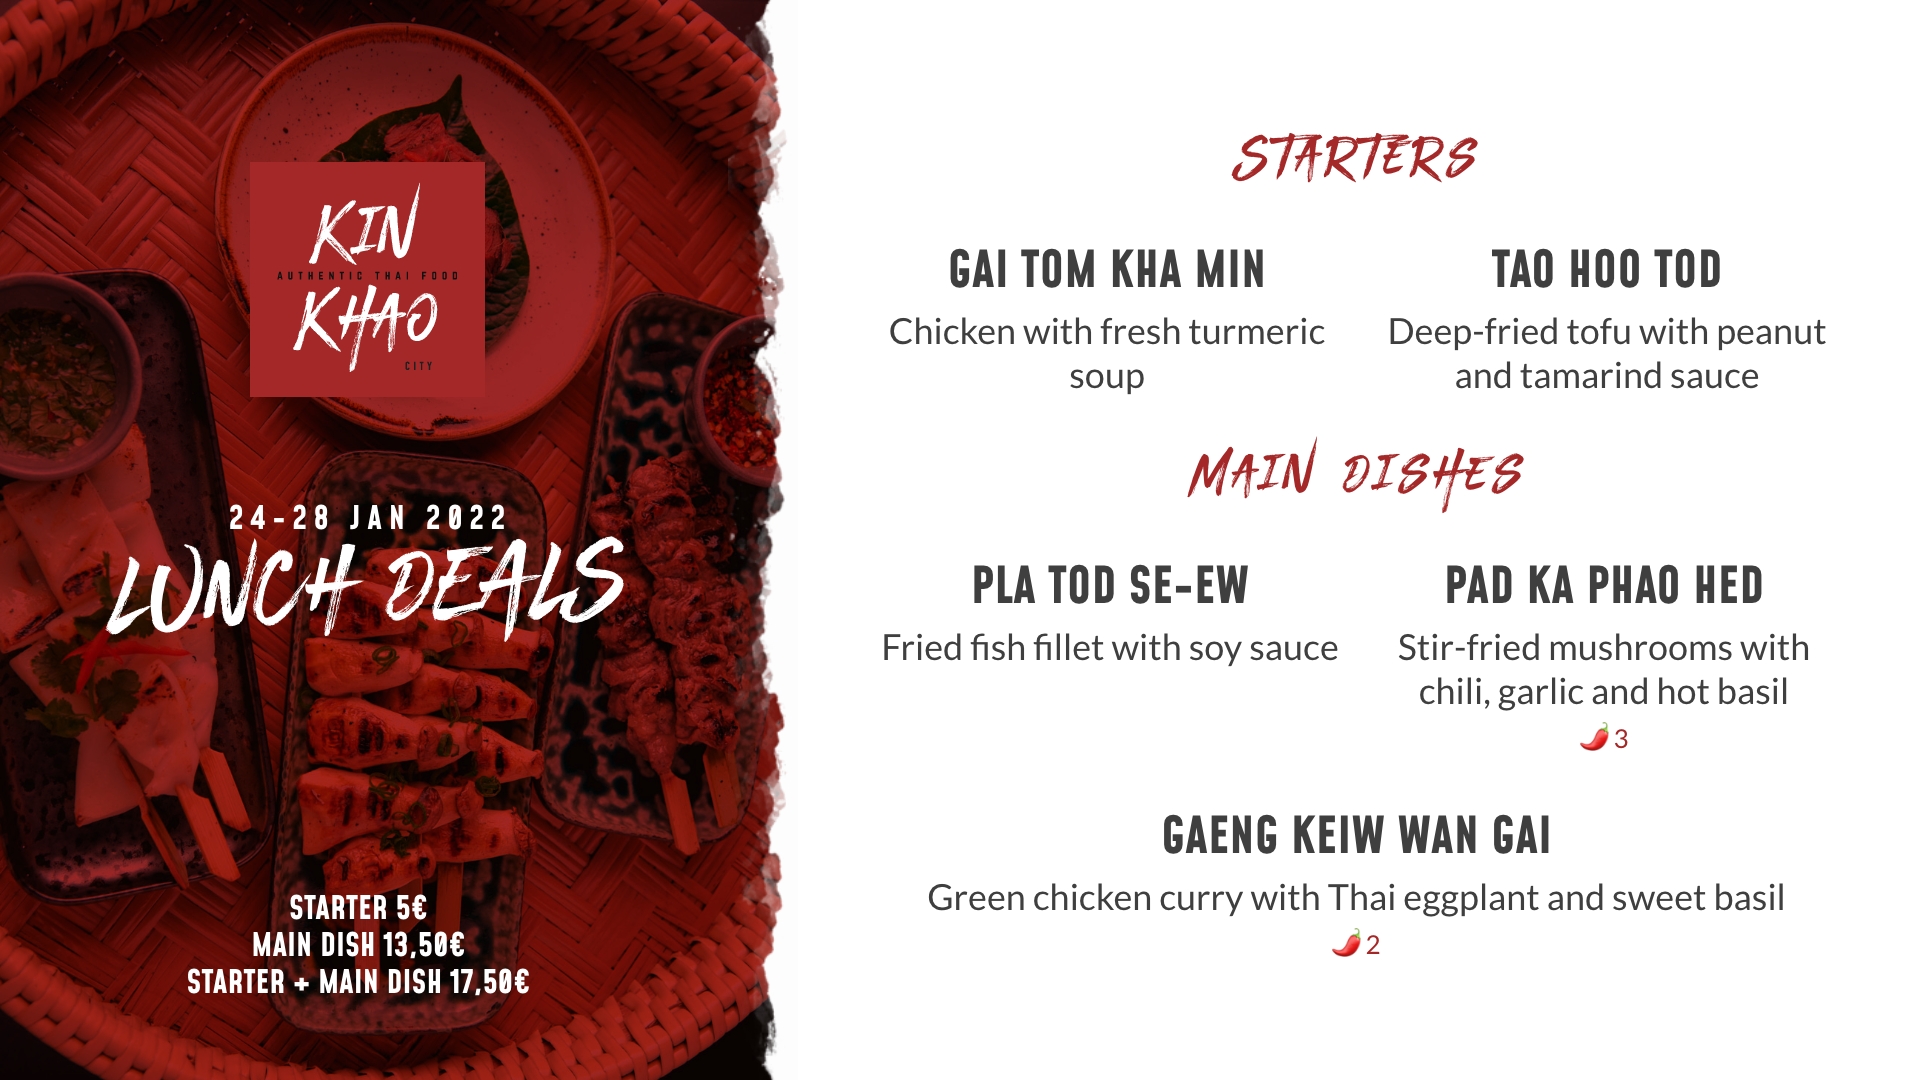 KIN
AUTHENTIC THAI FOOD
KHAO
CITY
24-28 JAN 2022
LUNCH DEALS
STARTER 5€
MAIN DISH 13,50€
STARTER + MAIN DISH 17,50€
STARTERS
GAI TOM KHA MIN
Chicken with fresh turmeric
soup
TAO HOO TOD
Deep-fried tofu with peanut
and tamarind sauce
MAIN DISHES
PLA TOD SE-EW
Fried fish fillet with soy sauce
PAD KA PHAO HED
Stir-fried mushrooms with
chili, garlic and hot basil
🌶️3
GAENG KEIW WAN GAI
Green chicken curry with Thai eggplant and sweet basil
🌶️2